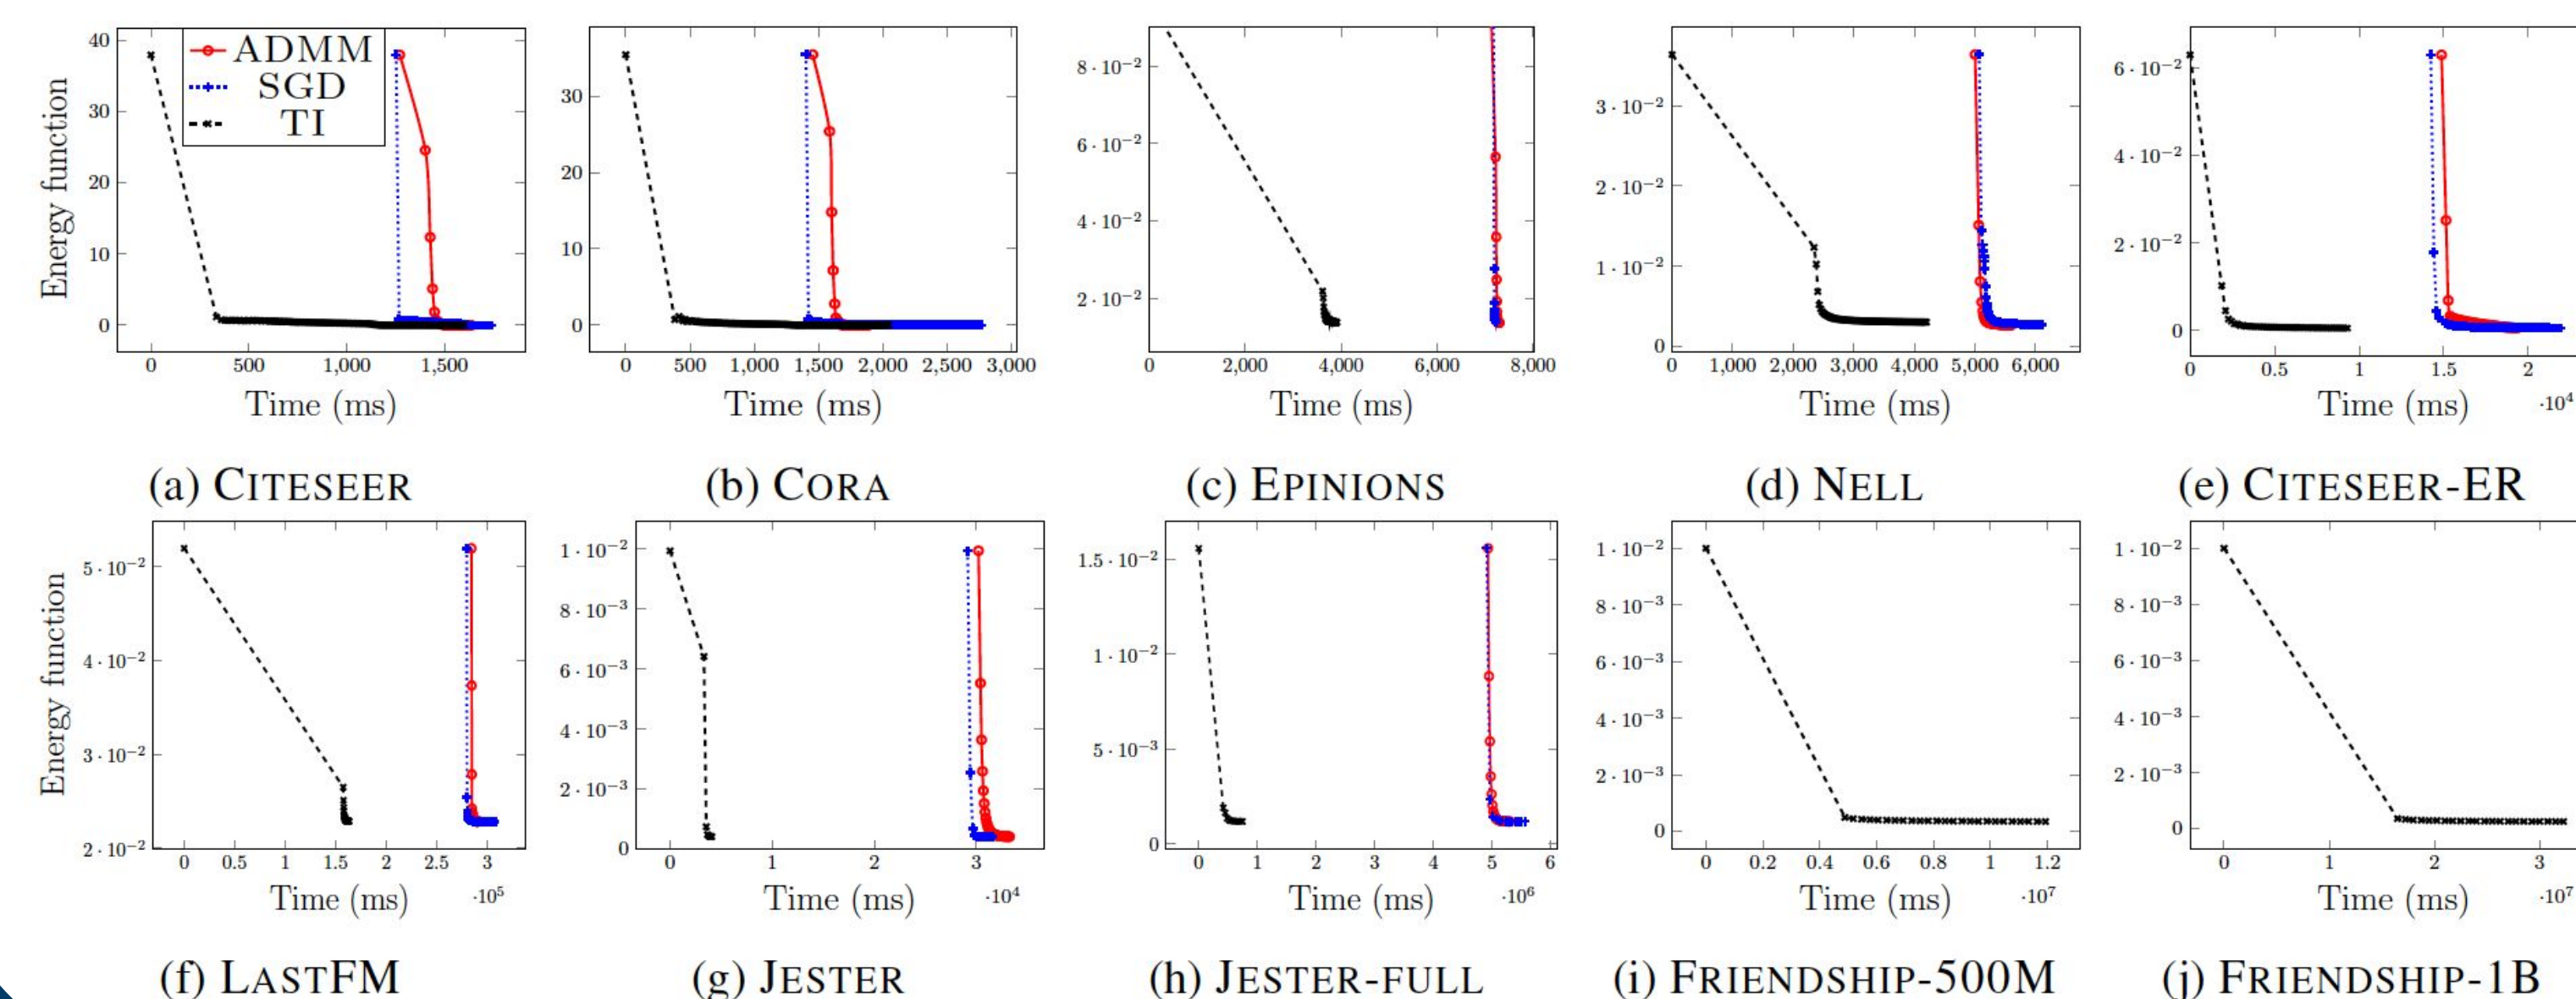 ADMM
SGD
TI
Energy function
40
30
20
10
0
0 500 1,000 1,500
Time (ms)
(a) CITESEER
30
20
10
0
0 500 1,000 1,500 2,000 2,500 3,000
Time (ms)
(b) CORA
8 · 10⁻²
6 · 10⁻²
4 · 10⁻²
2 · 10⁻²
0 2,000 4,000 6,000 8,000
Time (ms)
(c) EPINIONS
3 · 10⁻²
2 · 10⁻²
1 · 10⁻²
0
0 1,000 2,000 3,000 4,000 5,000 6,000
Time (ms)
(d) NELL
6 · 10⁻²
4 · 10⁻²
2 · 10⁻²
0
0 0.5 1 1.5 2
Time (ms) ·10⁴
(e) CITESEER-ER
Energy function
5 · 10⁻²
4 · 10⁻²
3 · 10⁻²
2 · 10⁻²
0 0.5 1 1.5 2 2.5 3
Time (ms) ·10⁵
(f) LASTFM
1 · 10⁻²
8 · 10⁻³
6 · 10⁻³
4 · 10⁻³
2 · 10⁻³
0
0 1 2 3
Time (ms) ·10⁴
(g) JESTER
1.5 · 10⁻²
1 · 10⁻²
5 · 10⁻³
0
0 1 2 3 4 5 6
Time (ms) ·10⁶
(h) JESTER-FULL
1 · 10⁻²
8 · 10⁻³
6 · 10⁻³
4 · 10⁻³
2 · 10⁻³
0
0 0.2 0.4 0.6 0.8 1 1.2
Time (ms) ·10⁷
(i) FRIENDSHIP-500M
1 · 10⁻²
8 · 10⁻³
6 · 10⁻³
4 · 10⁻³
2 · 10⁻³
0
0 1 2 3
Time (ms) ·10⁷
(j) FRIENDSHIP-1B